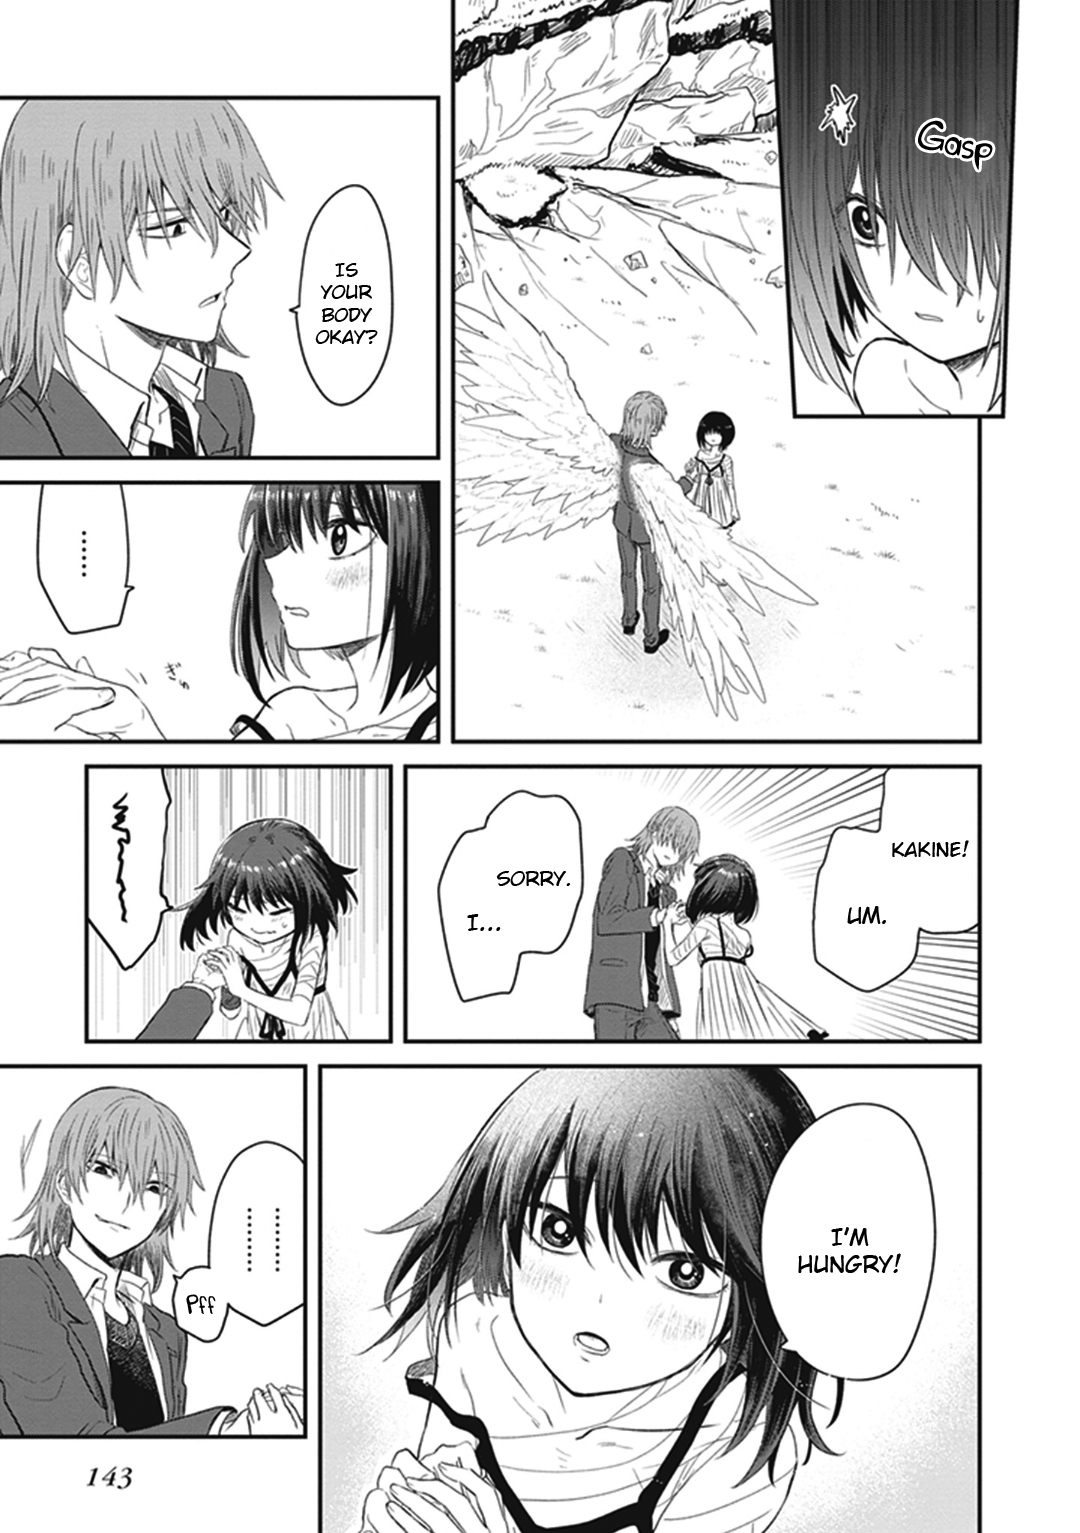 Gasp
IS
YOUR
BODY
OKAY?
⋯⋯
ぎゅ
KAKINE!
UM.
SORRY.
I...
I'M
HUNGRY!
⋯⋯
⋯⋯
Pff
143